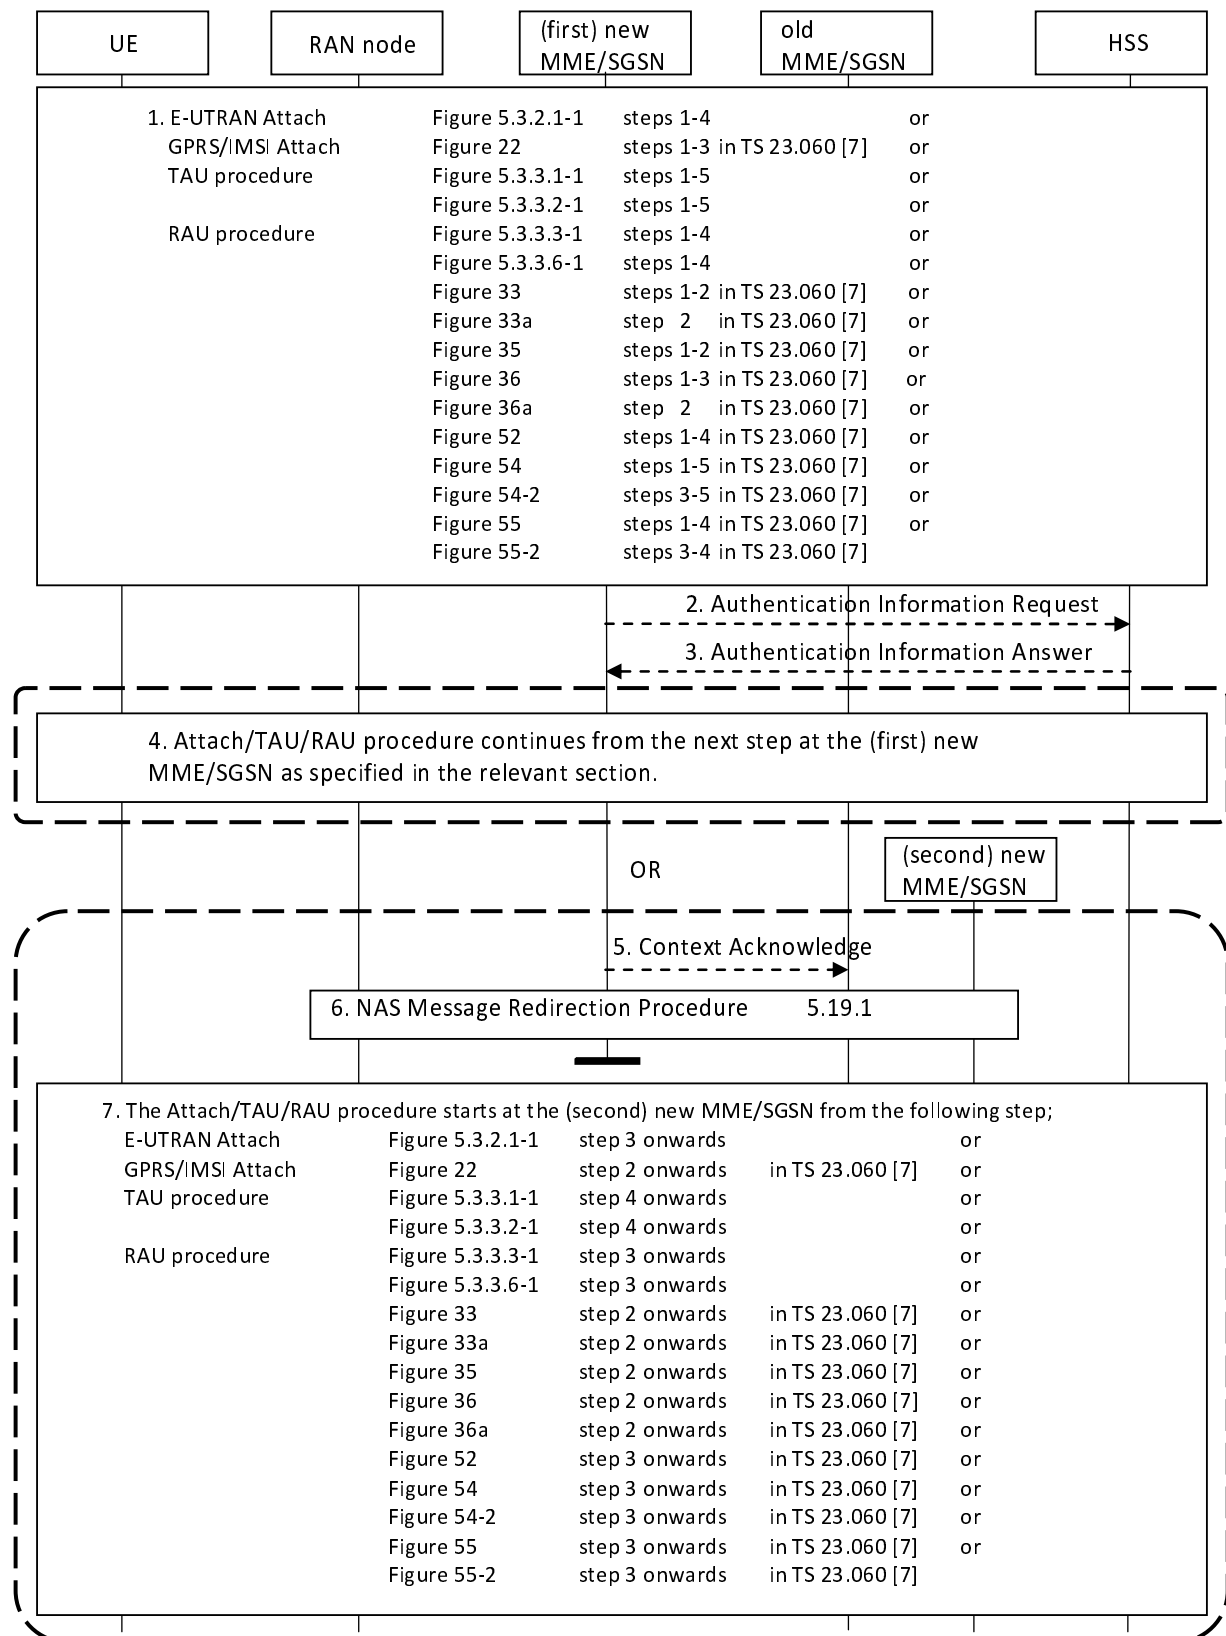 UE
RAN node
(first) new
MME/SGSN
old
MME/SGSN
HSS
1. E-UTRAN Attach Figure 5.3.2.1-1 steps 1-4 or
GPRS/IMSI Attach Figure 22 steps 1-3 in TS 23.060 [7] or
TAU procedure Figure 5.3.3.1-1 steps 1-5 or
Figure 5.3.3.2-1 steps 1-5 or
RAU procedure Figure 5.3.3.3-1 steps 1-4 or
Figure 5.3.3.6-1 steps 1-4 or
Figure 33 steps 1-2 in TS 23.060 [7] or
Figure 33a step 2 in TS 23.060 [7] or
Figure 35 steps 1-2 in TS 23.060 [7] or
Figure 36 steps 1-3 in TS 23.060 [7] or
Figure 36a step 2 in TS 23.060 [7] or
Figure 52 steps 1-4 in TS 23.060 [7] or
Figure 54 steps 1-5 in TS 23.060 [7] or
Figure 54-2 steps 3-5 in TS 23.060 [7] or
Figure 55 steps 1-4 in TS 23.060 [7] or
Figure 55-2 steps 3-4 in TS 23.060 [7]
2. Authentication Information Request
3. Authentication Information Answer
4. Attach/TAU/RAU procedure continues from the next step at the (first) new
MME/SGSN as specified in the relevant section.
OR
(second) new
MME/SGSN
5. Context Acknowledge
6. NAS Message Redirection Procedure 5.19.1
7. The Attach/TAU/RAU procedure starts at the (second) new MME/SGSN from the following step;
E-UTRAN Attach Figure 5.3.2.1-1 step 3 onwards or
GPRS/IMSI Attach Figure 22 step 2 onwards in TS 23.060 [7] or
TAU procedure Figure 5.3.3.1-1 step 4 onwards or
Figure 5.3.3.2-1 step 4 onwards or
RAU procedure Figure 5.3.3.3-1 step 3 onwards or
Figure 5.3.3.6-1 step 3 onwards or
Figure 33 step 2 onwards in TS 23.060 [7] or
Figure 33a step 2 onwards in TS 23.060 [7] or
Figure 35 step 2 onwards in TS 23.060 [7] or
Figure 36 step 2 onwards in TS 23.060 [7] or
Figure 36a step 2 onwards in TS 23.060 [7] or
Figure 52 step 3 onwards in TS 23.060 [7] or
Figure 54 step 3 onwards in TS 23.060 [7] or
Figure 54-2 step 3 onwards in TS 23.060 [7] or
Figure 55 step 3 onwards in TS 23.060 [7] or
Figure 55-2 step 3 onwards in TS 23.060 [7]